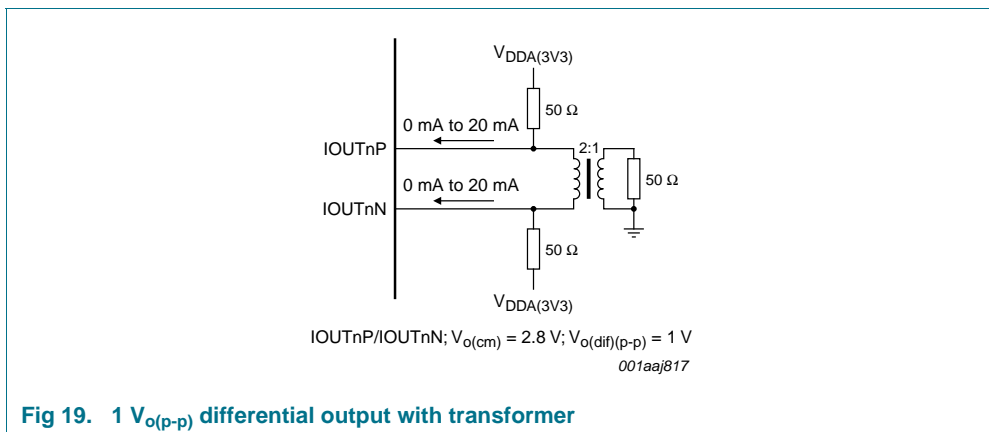 VDDA(3V3)
50 Ω
0 mA to 20 mA
IOUTnP
2:1
50 Ω
0 mA to 20 mA
IOUTnN
50 Ω
VDDA(3V3)
IOUTnP/IOUTnN; Vo(cm) = 2.8 V; Vo(dif)(p-p) = 1 V
001aaj817
Fig 19. 1 Vo(p-p) differential output with transformer